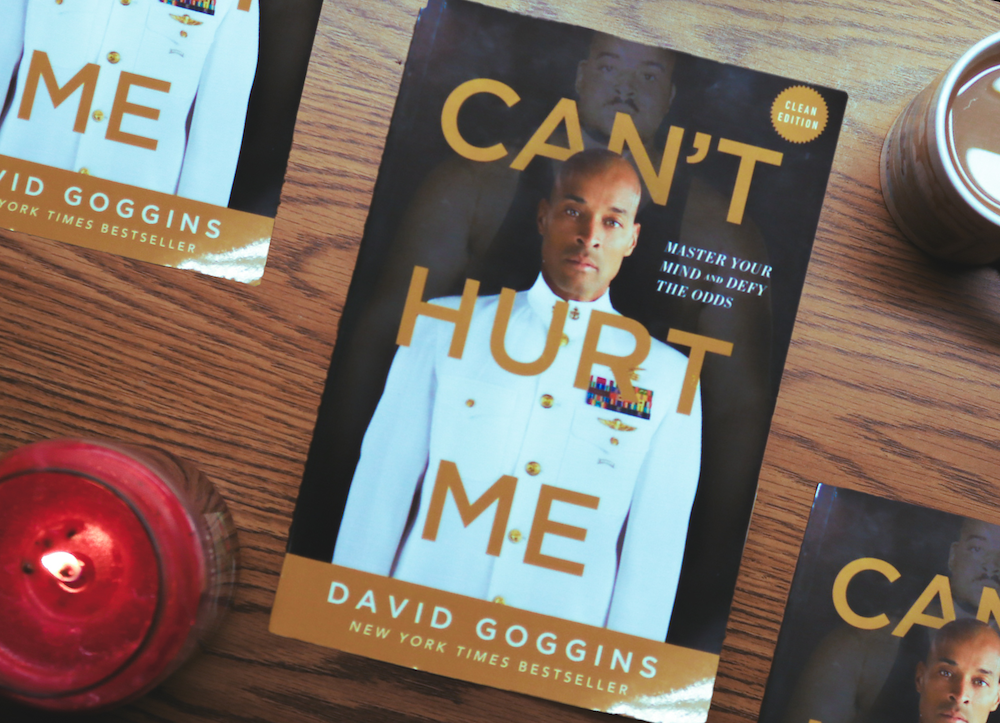 ME
VID GOGGINS
YORK TIMES BESTSELLER
CAN'T
CLEAN
EDITION
MASTER YOUR
MIND AND DEFY
THE ODDS
HURT
ME
DAVID GOGGINS
NEW YORK TIMES BESTSELLER
CAN